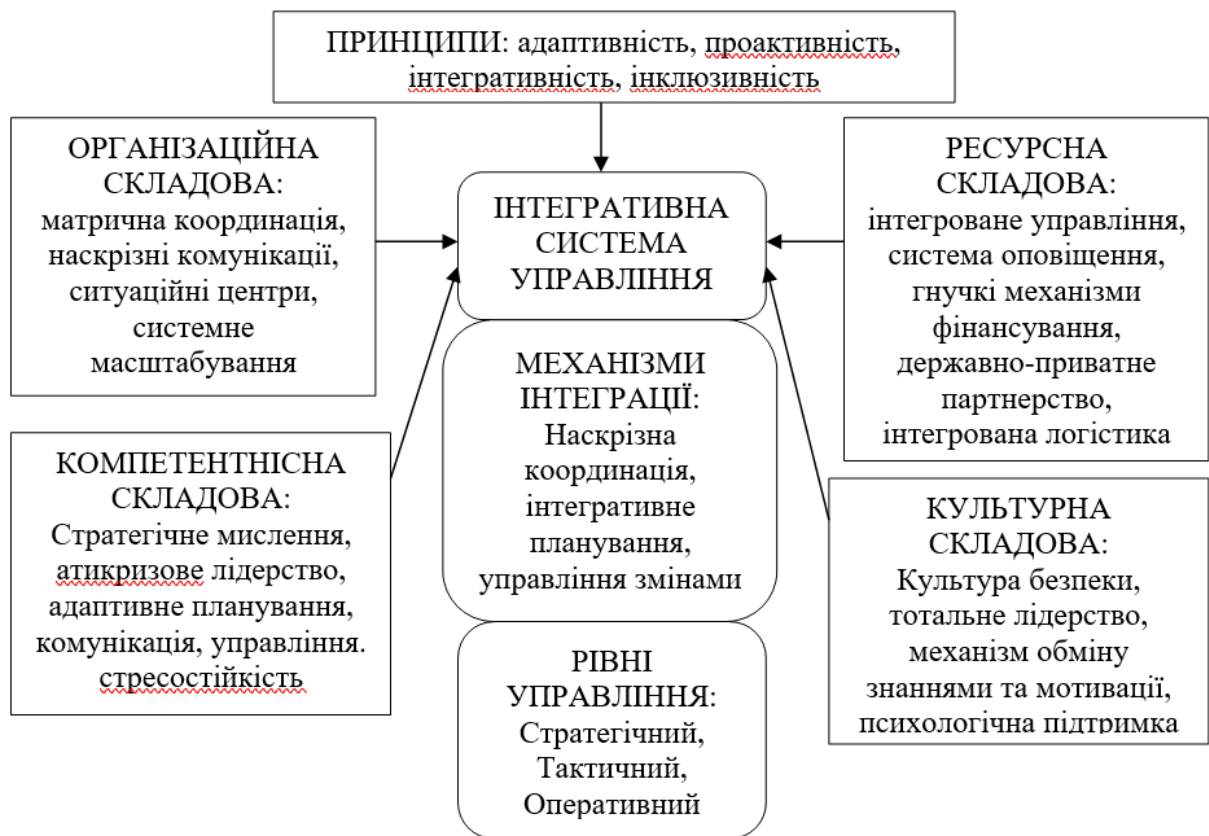 ПРИНЦИПИ: адаптивність, проактивність,
інтегративність, інклюзивність
ОРГАНІЗАЦІЙНА
СКЛАДОВА:
матрична координація,
наскрізні комунікації,
ситуаційні центри,
системне
масштабування
ІНТЕГРАТИВНА
СИСТЕМА
УПРАВЛІННЯ
РЕСУРСНА
СКЛАДОВА:
інтегроване управління,
система оповіщення,
гнучкі механізми
фінансування,
державно-приватне
партнерство,
інтегрована логістика
МЕХАНІЗМИ
ІНТЕГРАЦІЇ:
Наскрізна
координація,
інтегративне
планування,
управління змінами
КОМПЕТЕНТНІСНА
СКЛАДОВА:
Стратегічне мислення,
атикризове лідерство,
адаптивне планування,
комунікація, управління.
стресостійкість
КУЛЬТУРНА
СКЛАДОВА:
Культура безпеки,
тотальне лідерство,
механізм обміну
знаннями та мотивації,
психологічна підтримка
РІВНІ
УПРАВЛІННЯ:
Стратегічний,
Тактичний,
Оперативний